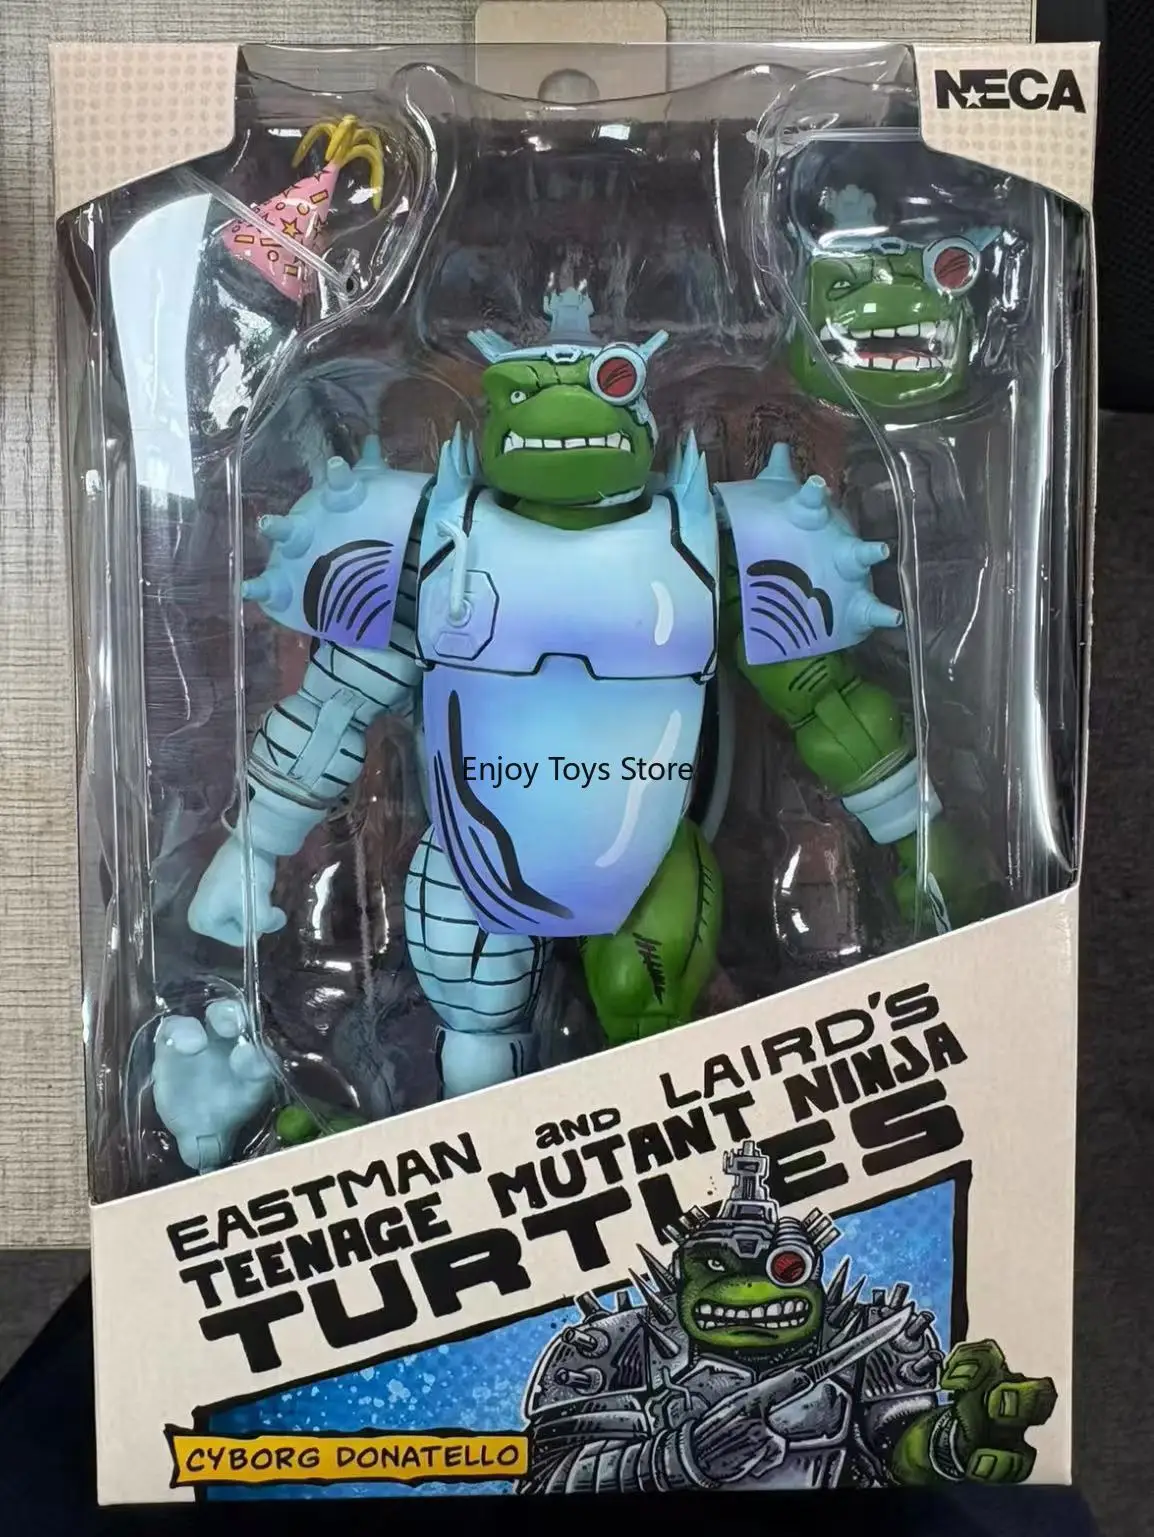 NECA
Enjoy Toys Store
EASTMAN AND LAIRD'S
TEENAGE MUTANT NINJA
TURTLES
CYBORG DONATELLO